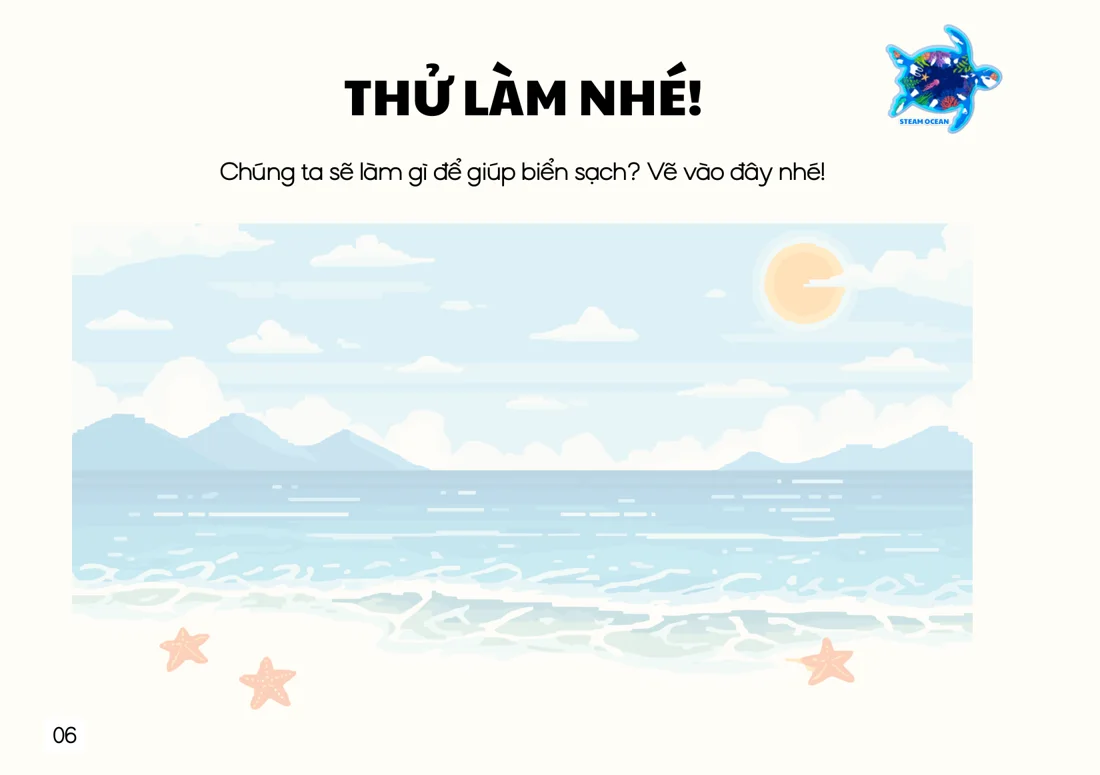 THỬ LÀM NHÉ!
STEAM OCEAN
Chúng ta sẽ làm gì để giúp biển sạch? Vẽ vào đây nhé!
06